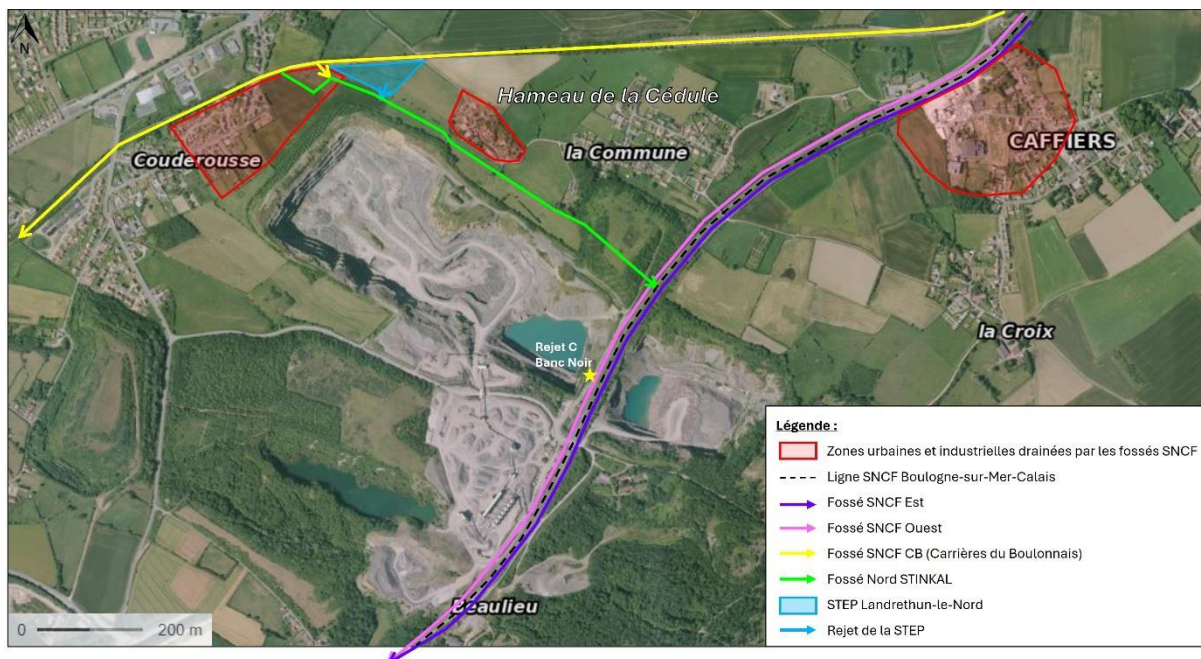 N
Hameau de la Cédule
Couderousse
la Commune
CAFFIERS
la Croix
Rejet C
Banc Noir
Beaulieu
0 200 m
Légende :
Zones urbaines et industrielles drainées par les fossés SNCF
Ligne SNCF Boulogne-sur-Mer-Calais
Fossé SNCF Est
Fossé SNCF Ouest
Fossé SNCF CB (Carrières du Boulonnais)
Fossé Nord STINKAL
STEP Landrethun-le-Nord
Rejet de la STEP